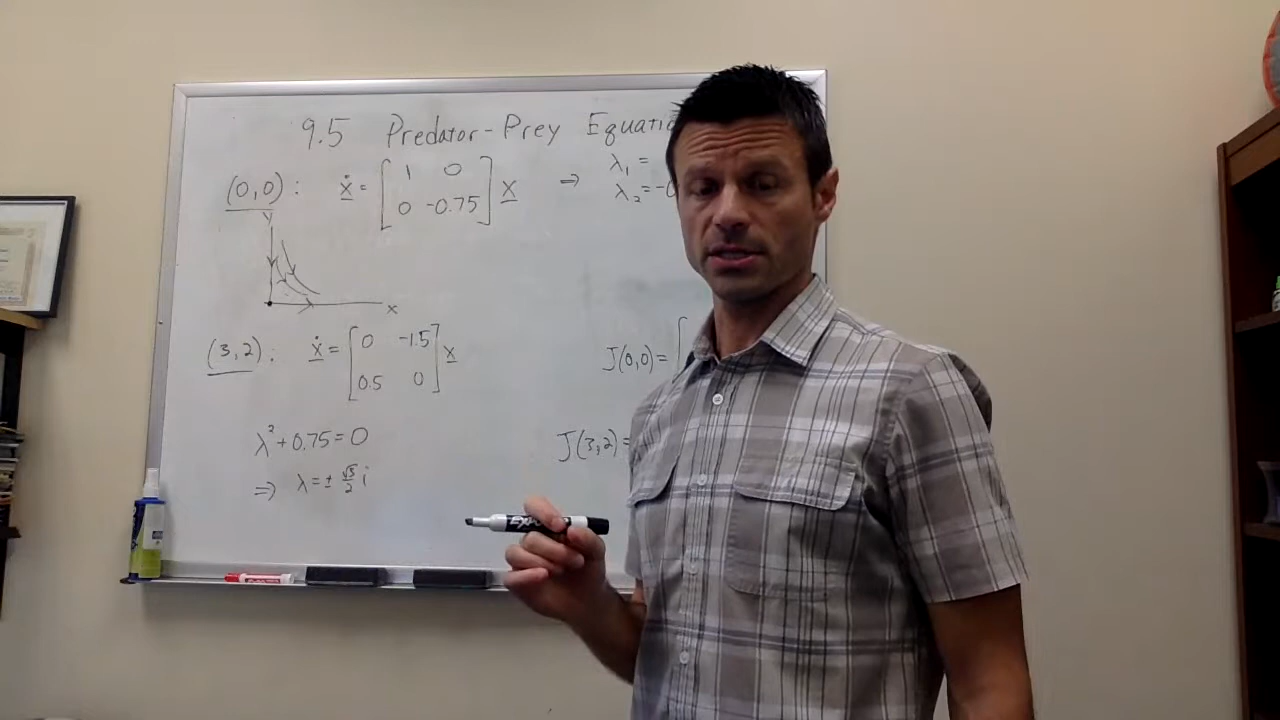 9.5 Predator-Prey Equatio
(0,0): ẋ = [1 0; 0 -0.75] x ⇒ λ₁ =
λ₂ = -0
y
x
(3,2): ẋ = [0 -1.5; 0.5 0] x
J(0,0) = [
λ² + 0.75 = 0
J(3,2) =
⇒ λ = ± √3/2 i
EXPO